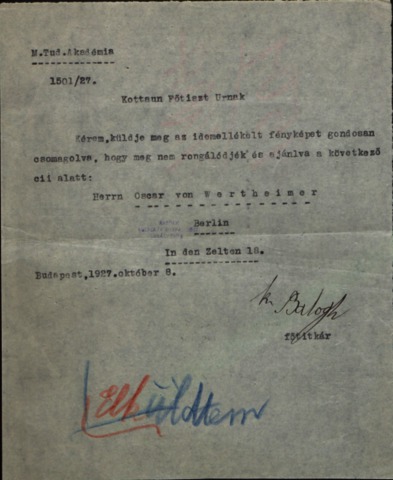 M.Tud.Akadémia
1501/27.
Kottaun Főtiszt Urnak
Kérem,küldje meg az idemellékelt fényképet gondosan
csomagolva, hogy meg nem rongálódjék és ajánlva a következő
cii alatt:
Herrn Oscar von Wertheimer
Berlin
In den Zelten 18.
Budapest,1927.október 8.
k. Balogh
főtitkár
Elküldtem